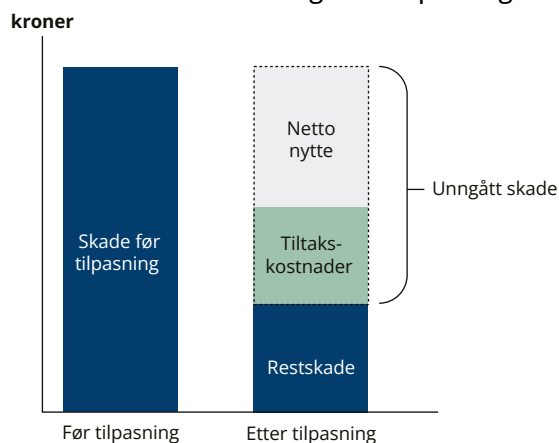 kroner
Netto
nytte
Unngått skade
Skade før
tilpasning
Tiltaks-
kostnader
Restskade
Før tilpasning
Etter tilpasning